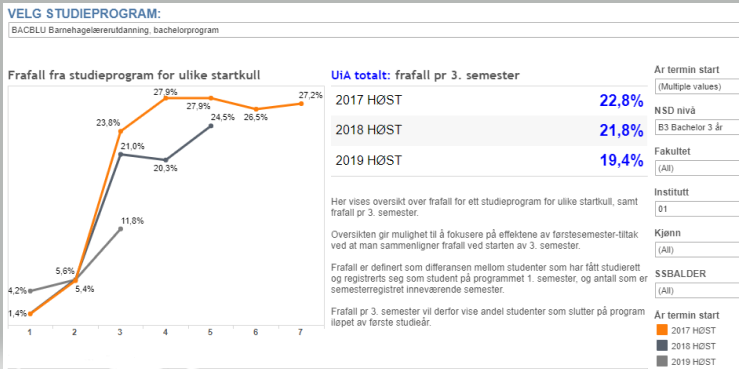 VELG STUDIEPROGRAM:
BACBLU Barnehagelærerutdanning, bachelorprogram
Frafall fra studieprogram for ulike startkull
27,9%
27,2%
23,8%
27,9%
26,5%
24,5%
21,0%
20,3%
11,8%
5,6%
4,2%
5,4%
1,4%
1 2 3 4 5 6 7
UiA totalt: frafall pr 3. semester
2017 HØST 22,8%
2018 HØST 21,8%
2019 HØST 19,4%
Her vises oversikt over frafall for ett studieprogram for ulike startkull, samt
frafall pr 3. semester.
Oversikten gir mulighet til å fokusere på effektene av førstesemester-tiltak
ved at man sammenligner frafall ved starten av 3. semester.
Frafall er definert som differansen mellom studenter som har fått studierett
og registrerts seg som student på programmet 1. semester, og antall som er
semesterregistret inneværende semester.
Frafall pr 3. semester vil derfor vise andel studenter som slutter på program
iløpet av første studieår.
År termin start
(Multiple values)
NSD nivå
B3 Bachelor 3 år
Fakultet
(All)
Institutt
01
Kjønn
(All)
SSBALDER
(All)
År termin start
2017 HØST
2018 HØST
2019 HØST